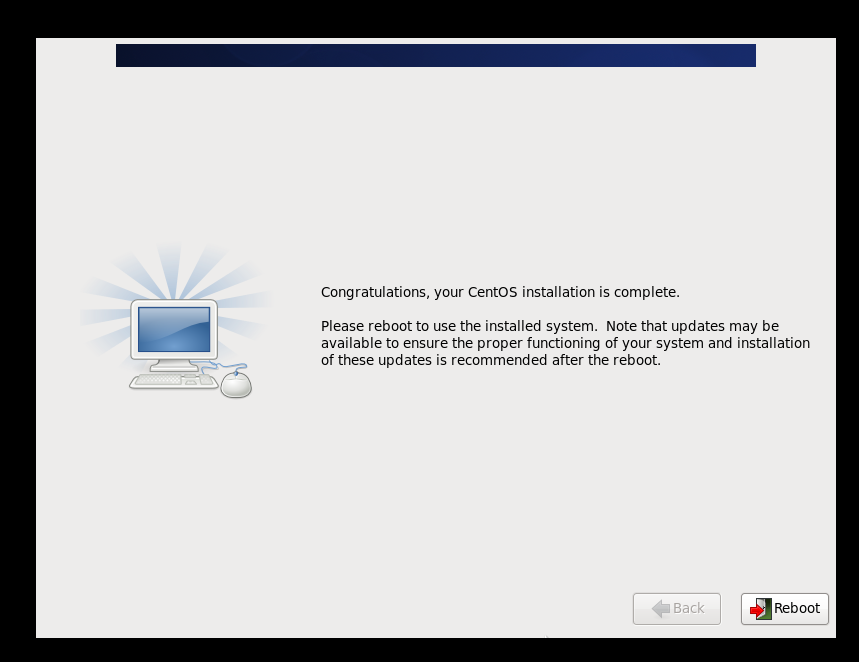 Congratulations, your CentOS installation is complete.
Please reboot to use the installed system.  Note that updates may be
available to ensure the proper functioning of your system and installation
of these updates is recommended after the reboot.
Back
Reboot